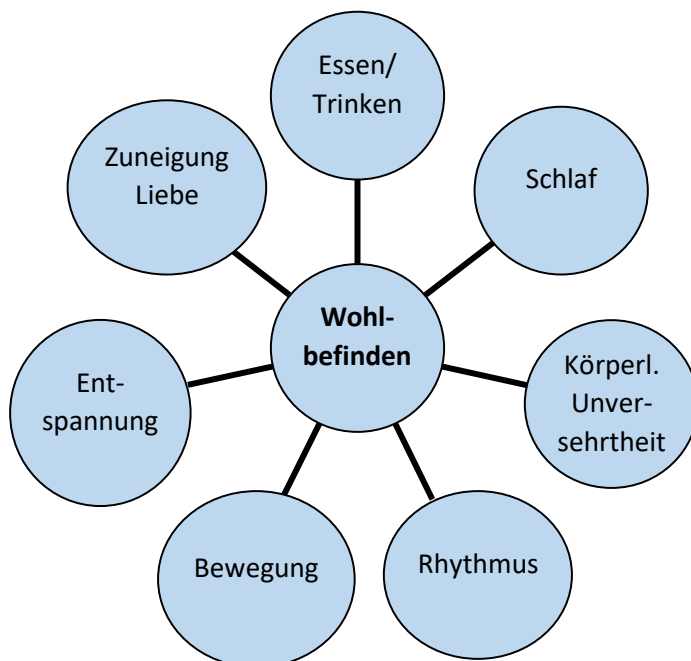 Essen/
Trinken
Zuneigung
Liebe
Schlaf
Wohl-
befinden
Körperl.
Unver-
sehrtheit
Ent-
spannung
Bewegung
Rhythmus